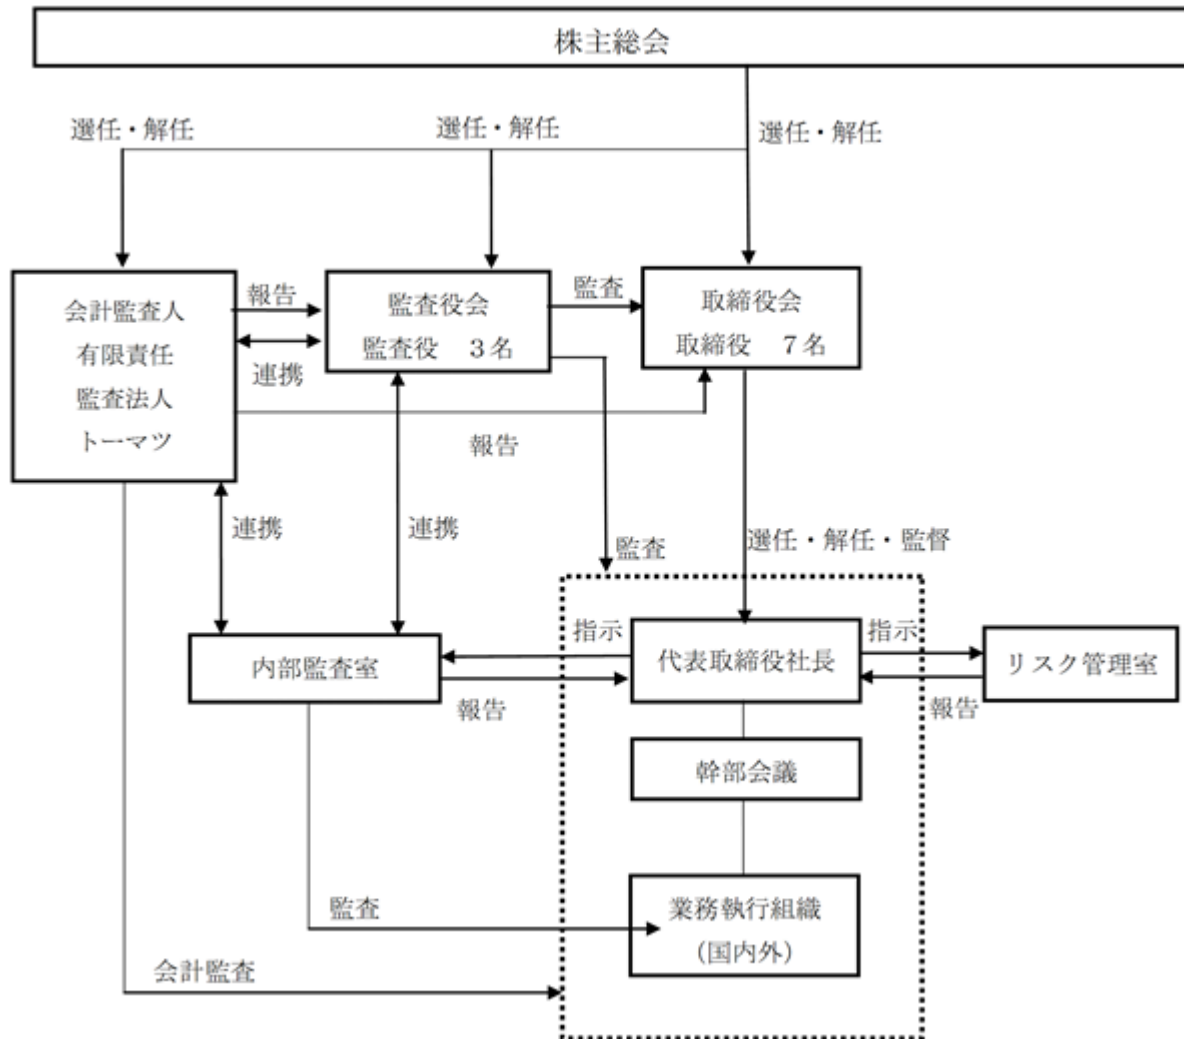 株主総会
選任・解任
選任・解任
選任・解任
会計監査人
有限責任
監査法人
トーマツ
報告
連携
監査役会
監査役　３名
監査
取締役会
取締役　７名
報告
連携
連携
監査
選任・解任・監督
内部監査室
指示
報告
代表取締役社長
指示
報告
リスク管理室
幹部会議
監査
業務執行組織
（国内外）
会計監査